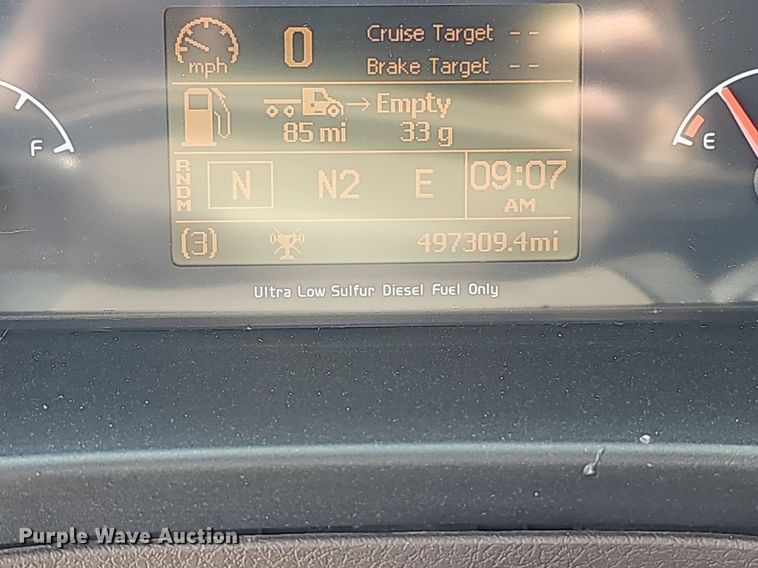 mph 0 Cruise Target --
Brake Target --
→ Empty
85 mi 33 g
F
E
RNDM N N2 E 09:07
AM
(3) 497309.4mi
Ultra Low Sulfur Diesel Fuel Only
Purple Wave Auction